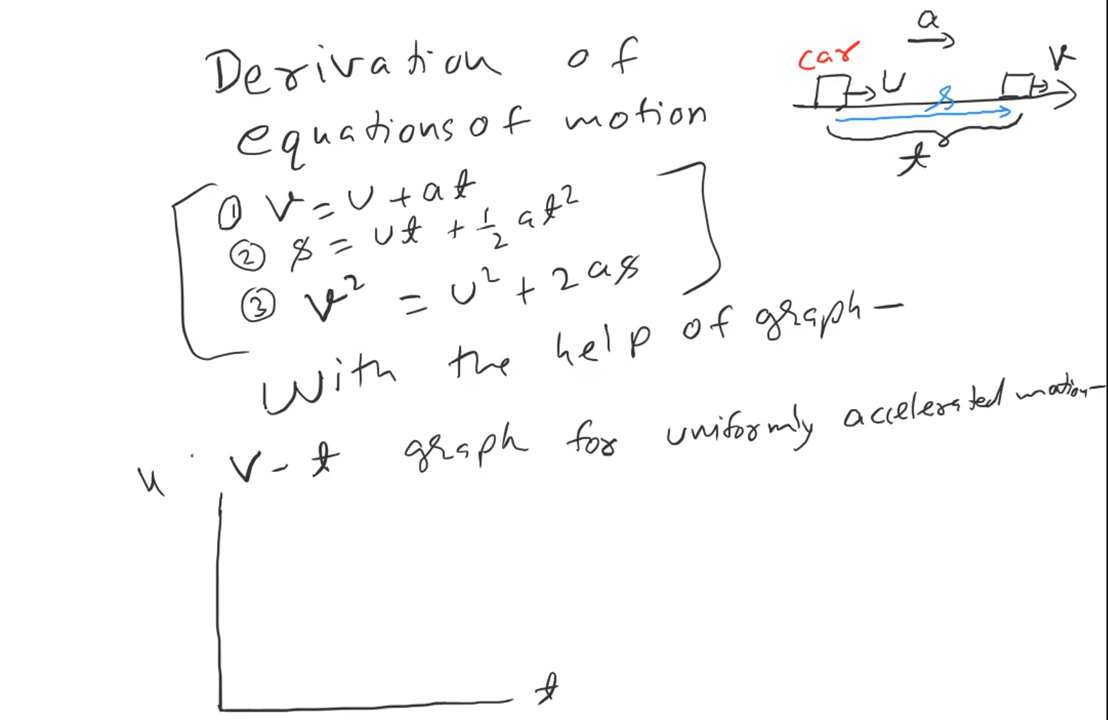 Derivation of
equations of motion
① v = u + at
② s = ut + ½ at²
③ v² = u² + 2as
With the help of graph –
v - t graph for uniformly accelerated motion –
u
t
a
car
u
v
s
t